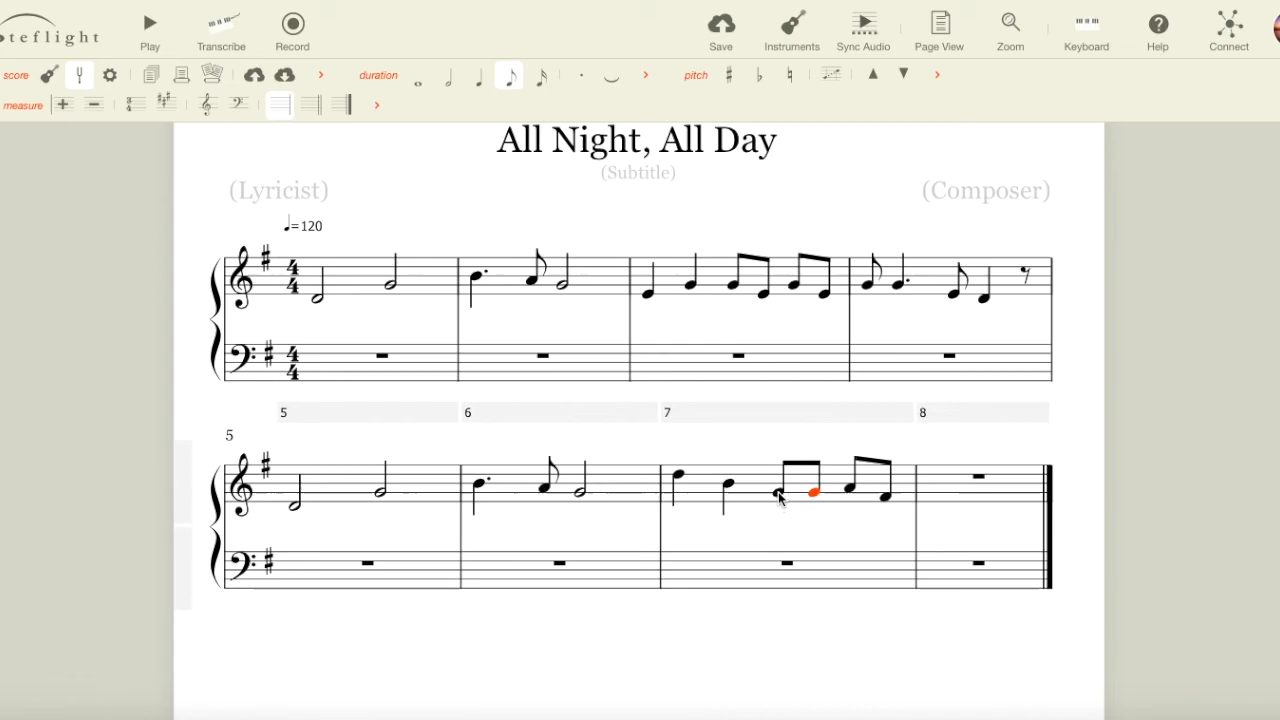 teflight
Play Transcribe Record Save Instruments Sync Audio Page View Zoom Keyboard Help Connect
score duration pitch
measure
All Night, All Day
(Subtitle)
(Lyricist) (Composer)
=120
4 4
4 4
5 6 7 8
5